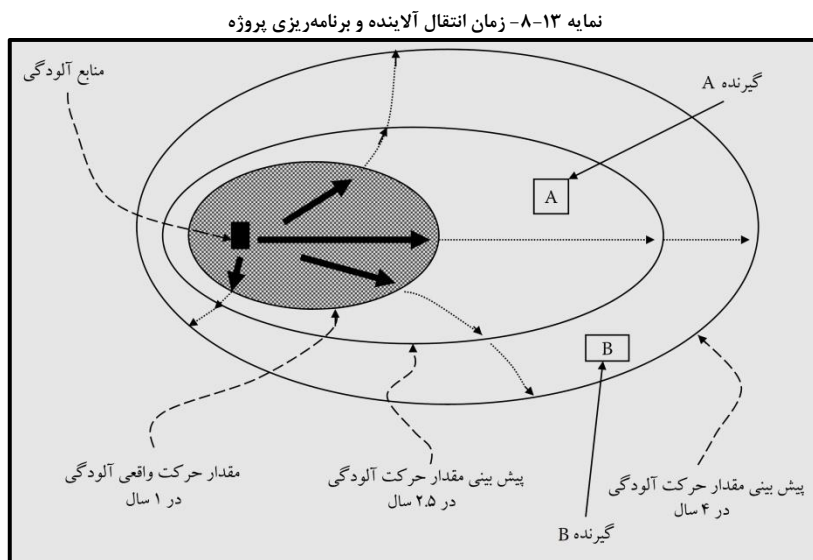 نمایه ۱۳-۸- زمان انتقال آلاینده و برنامه‌ریزی پروژه
منابع آلودگی
گیرنده A
A
B
مقدار حرکت واقعی آلودگی
در ۱ سال
پیش بینی مقدار حرکت آلودگی
در ۲.۵ سال
پیش بینی مقدار حرکت آلودگی
در ۴ سال
گیرنده B